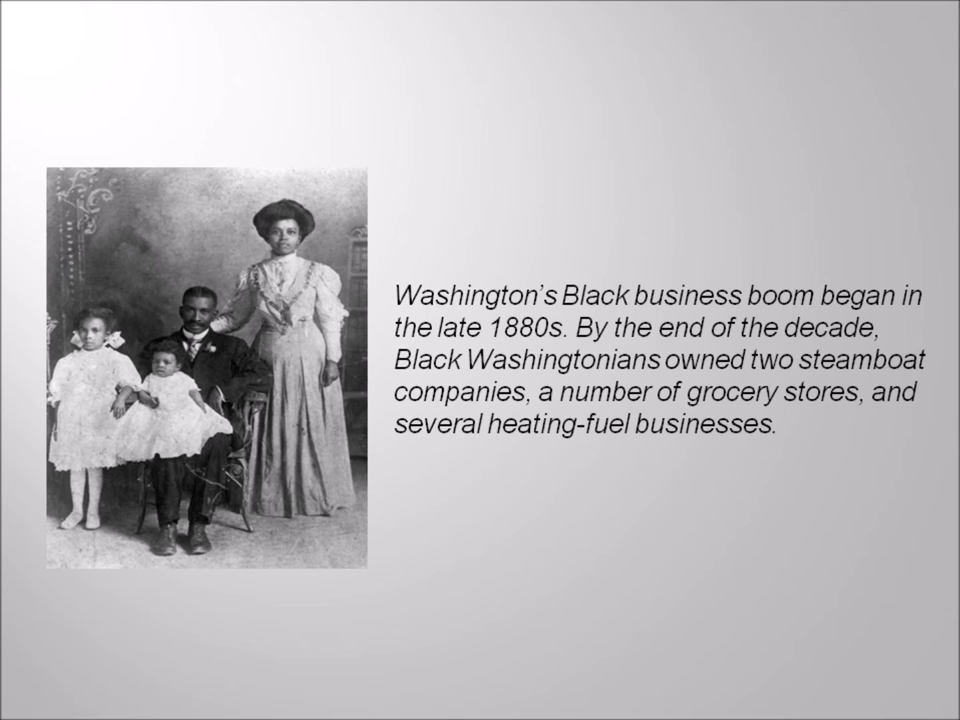 Washington’s Black business boom began in
the late 1880s. By the end of the decade,
Black Washingtonians owned two steamboat
companies, a number of grocery stores, and
several heating-fuel businesses.